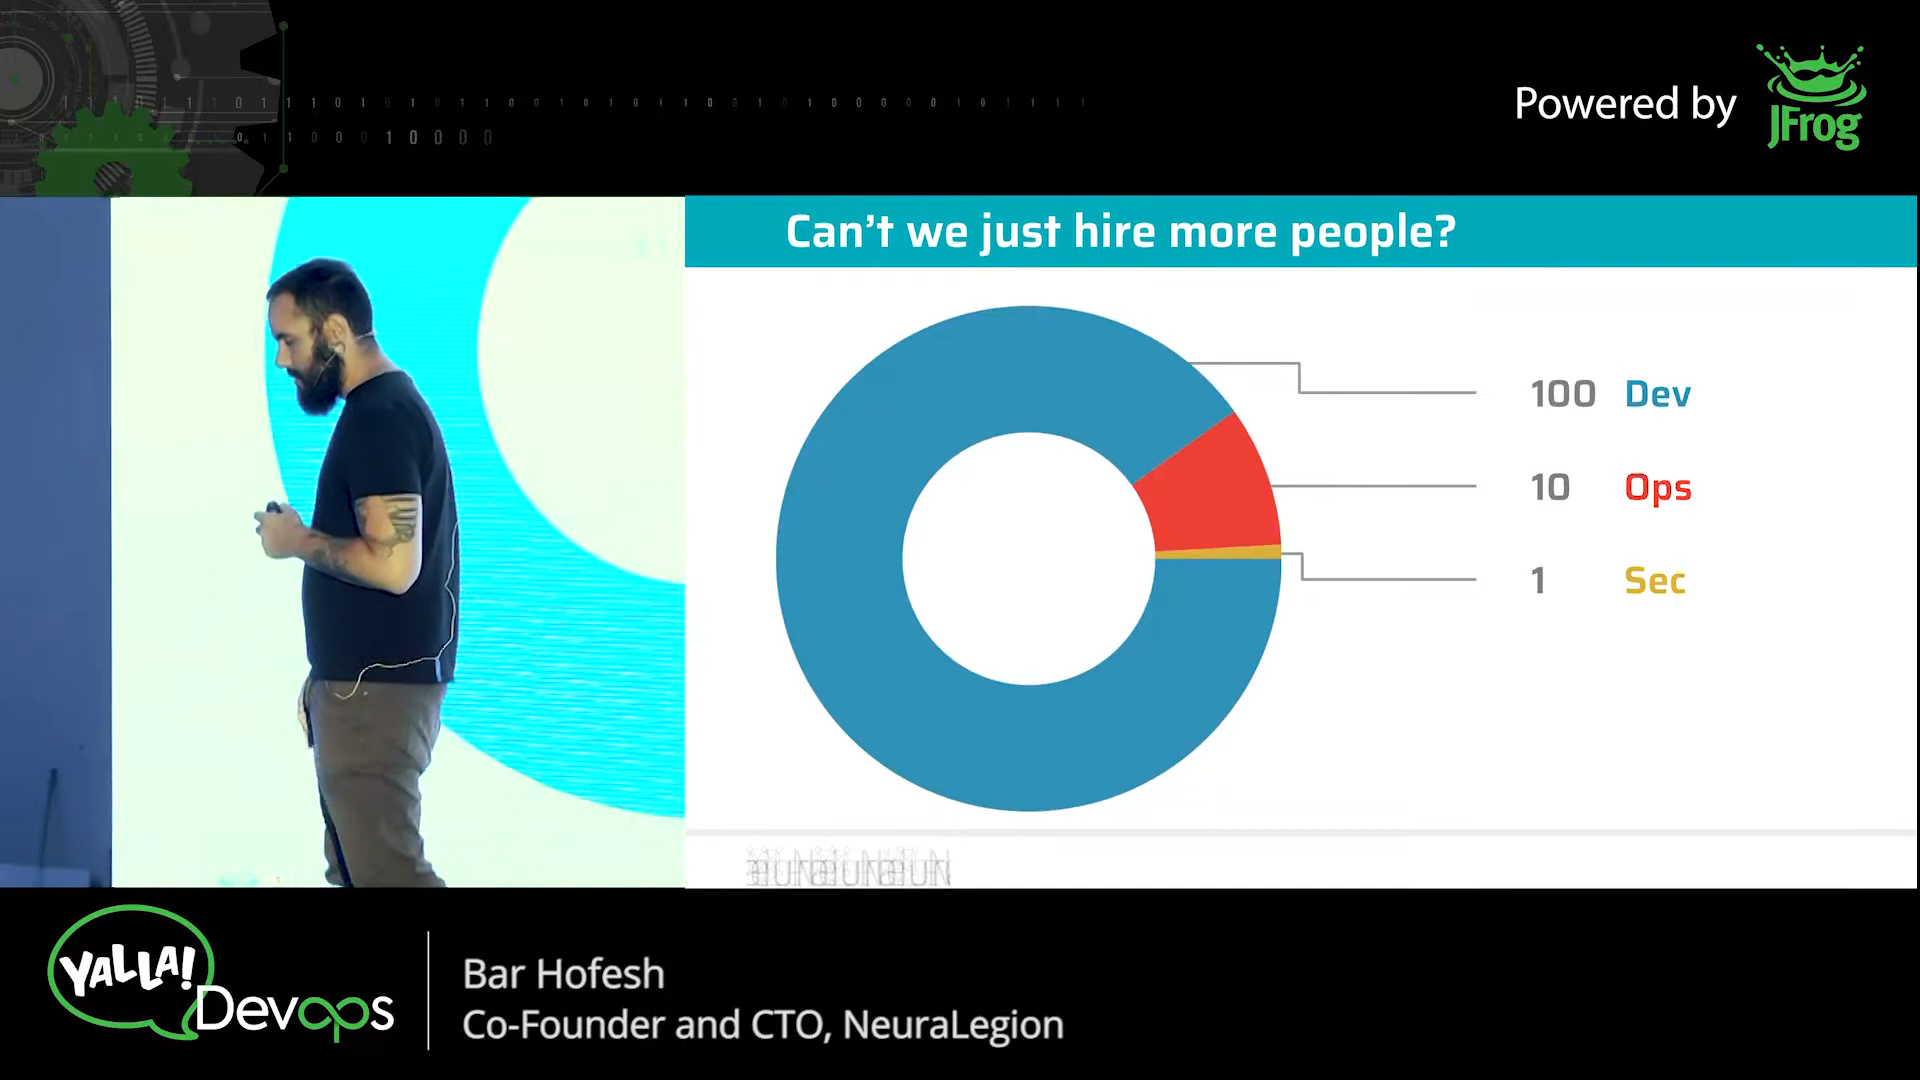 Powered by
JFrog
Can't we just hire more people?
100 Dev
10 Ops
1 Sec
YALLA!
Devops
Bar Hofesh
Co-Founder and CTO, NeuraLegion